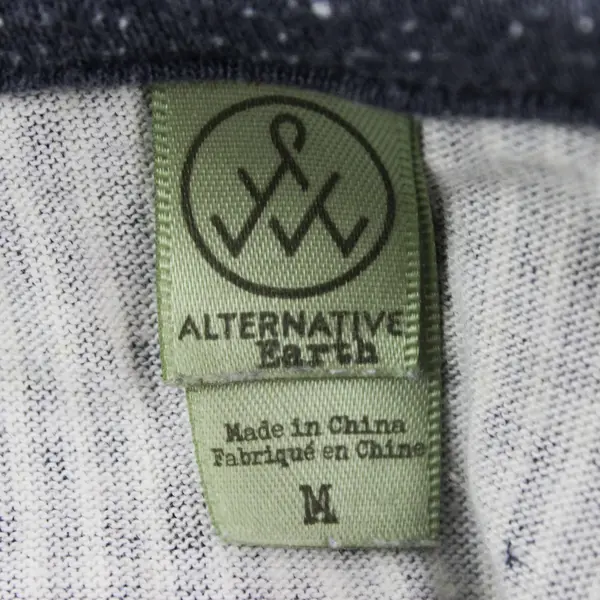 ALTERNATIVE
Earth
Made in China
Fabriqué en Chine
M